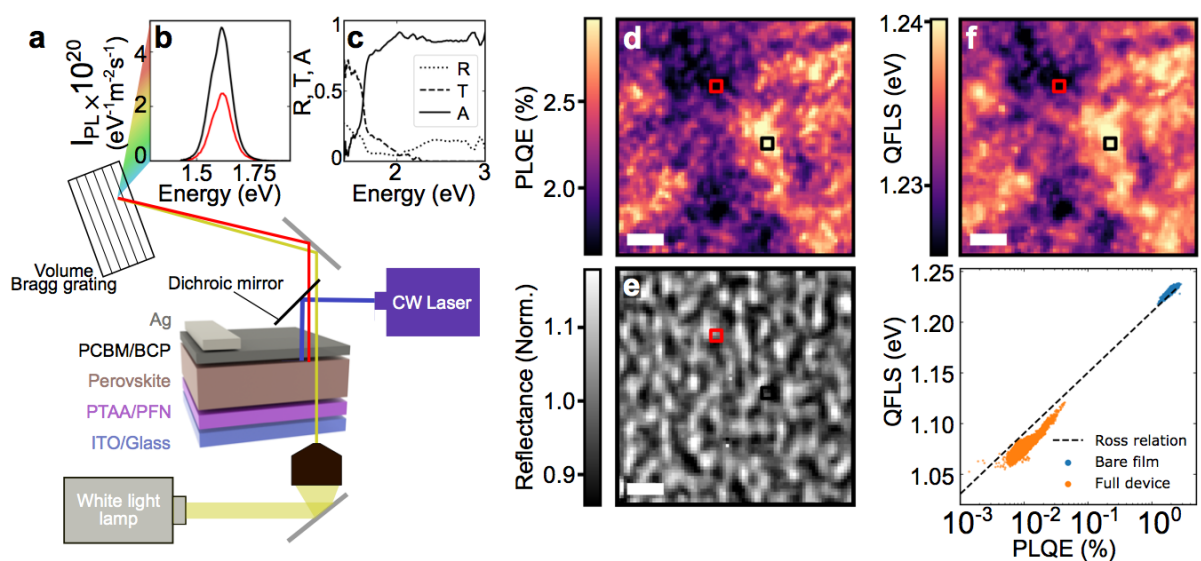 a
b
c
d
e
f
I_PL × 10^20
(eV⁻¹m⁻²s⁻¹)
4
2
0
1.5
1.75
Energy (eV)
R, T, A
1
0.5
0
R
T
A
2
3
Energy (eV)
PLQE (%)
2.5
2.0
QFLS (eV)
1.24
1.23
Volume
Bragg grating
Dichroic mirror
CW Laser
Ag
PCBM/BCP
Perovskite
PTAA/PFN
ITO/Glass
White light
lamp
Reflectance (Norm.)
1.1
1.0
0.9
QFLS (eV)
1.25
1.20
1.10
1.05
Ross relation
Bare film
Full device
10⁻³
10⁻²
10⁻¹
10⁰
PLQE (%)